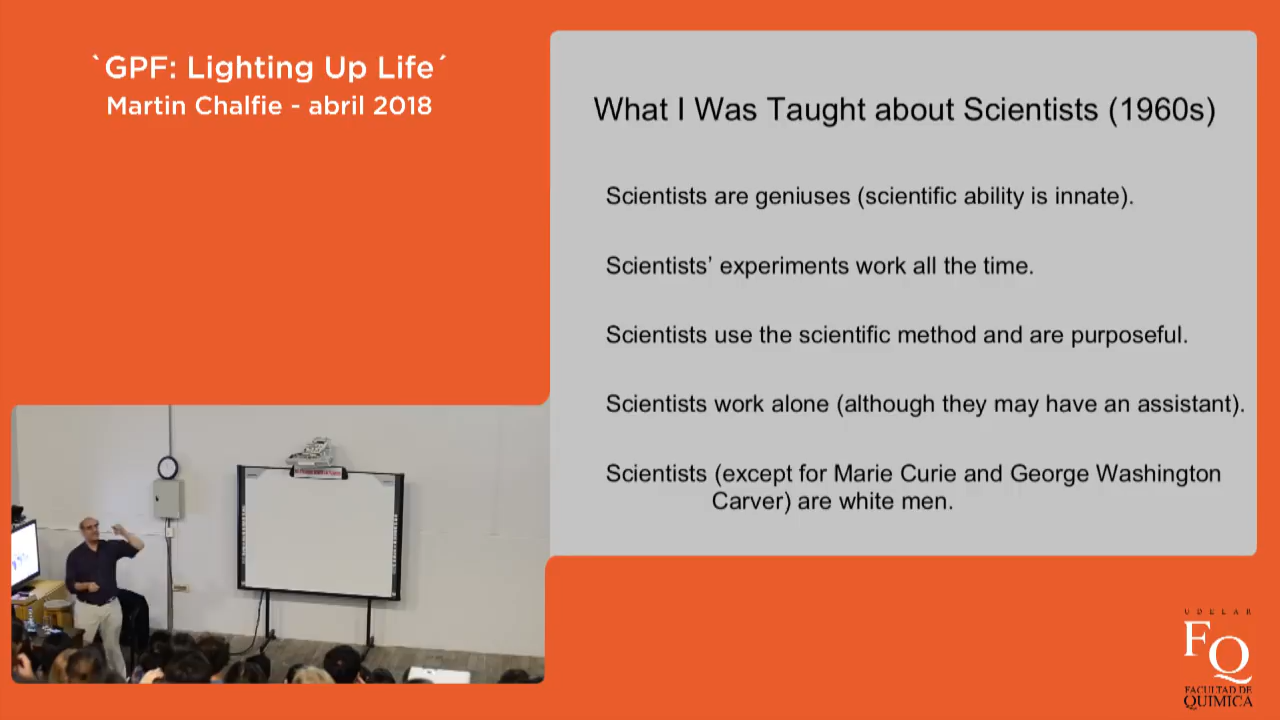 `GPF: Lighting Up Life´
Martin Chalfie - abril 2018
What I Was Taught about Scientists (1960s)
Scientists are geniuses (scientific ability is innate).
Scientists’ experiments work all the time.
Scientists use the scientific method and are purposeful.
Scientists work alone (although they may have an assistant).
Scientists (except for Marie Curie and George Washington
Carver) are white men.
UDELAR
FQ
FACULTAD DE
QUIMICA